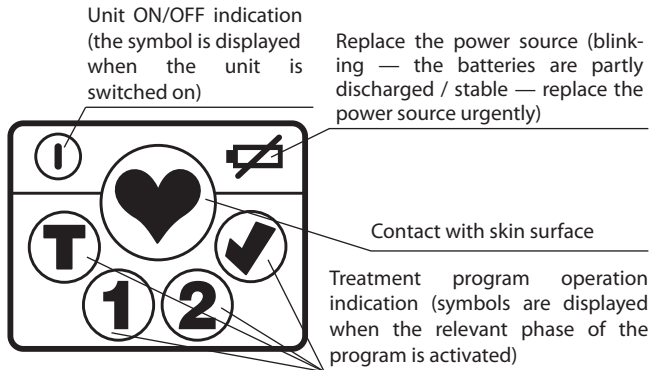 Unit ON/OFF indication
(the symbol is displayed
when the unit is
switched on)
Replace the power source (blink-
ing — the batteries are partly
discharged / stable — replace the
power source urgently)
Contact with skin surface
T
1 2
Treatment program operation
indication (symbols are displayed
when the relevant phase of the
program is activated)